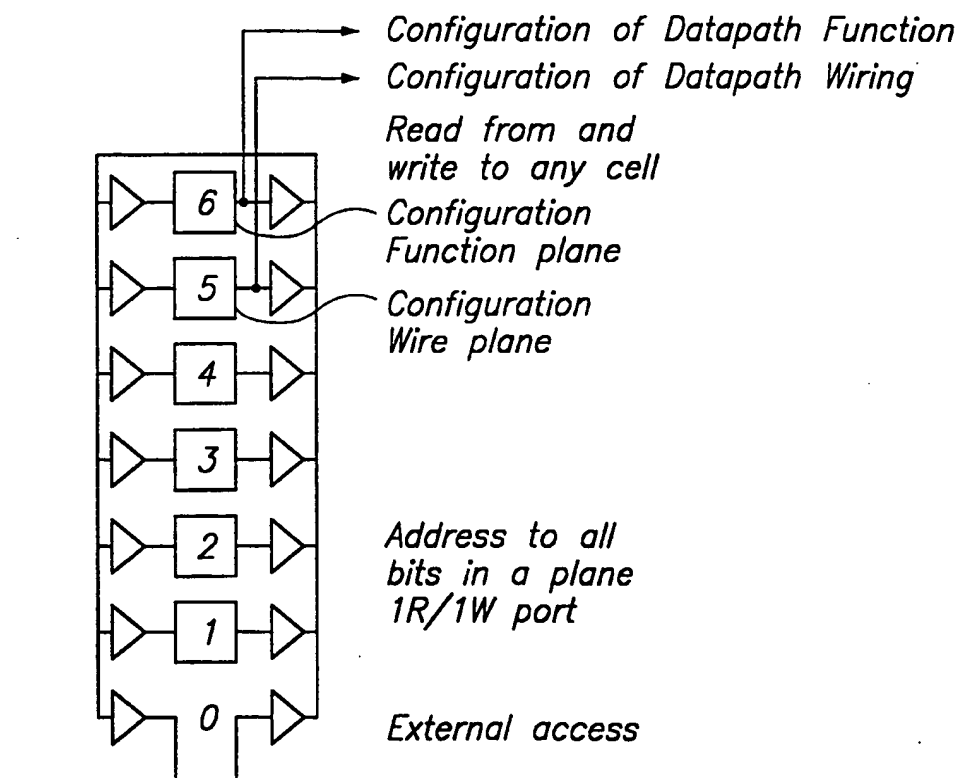 Configuration of Datapath Function
Configuration of Datapath Wiring
Read from and
write to any cell
6
Configuration
Function plane
5
Configuration
Wire plane
4
3
2
Address to all
bits in a plane
1R/1W port
1
0
External access